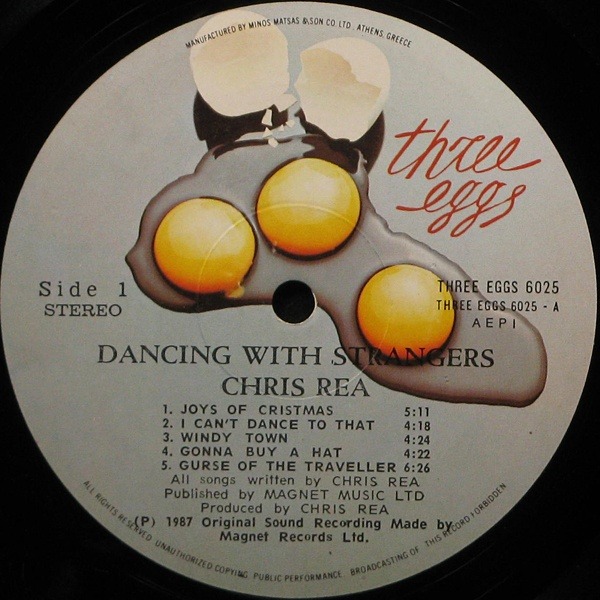 MANUFACTURED BY MINOS MATSAS &SON CO LTD. ATHENS, GREECE
three
eggs
Side 1
STEREO
THREE EGGS 6025
THREE EGGS 6025 - A
AEPI
DANCING WITH STRANGERS
CHRIS REA
1. JOYS OF CRISTMAS 5:11
2. I CAN'T DANCE TO THAT 4:18
3. WINDY TOWN 4:24
4. GONNA BUY A HAT 4:22
5. GURSE OF THE TRAVELLER 6:26
All songs written by CHRIS REA
Published by MAGNET MUSIC LTD
Produced by CHRIS REA
(P) 1987 Original Sound Recording Made by
Magnet Records Ltd.
ALL RIGHTS RESERVED UNAUTHORIZED COPYING, PUBLIC PERFORMANCE. BROADCASTING OF THIS RECORD FORBIDDEN